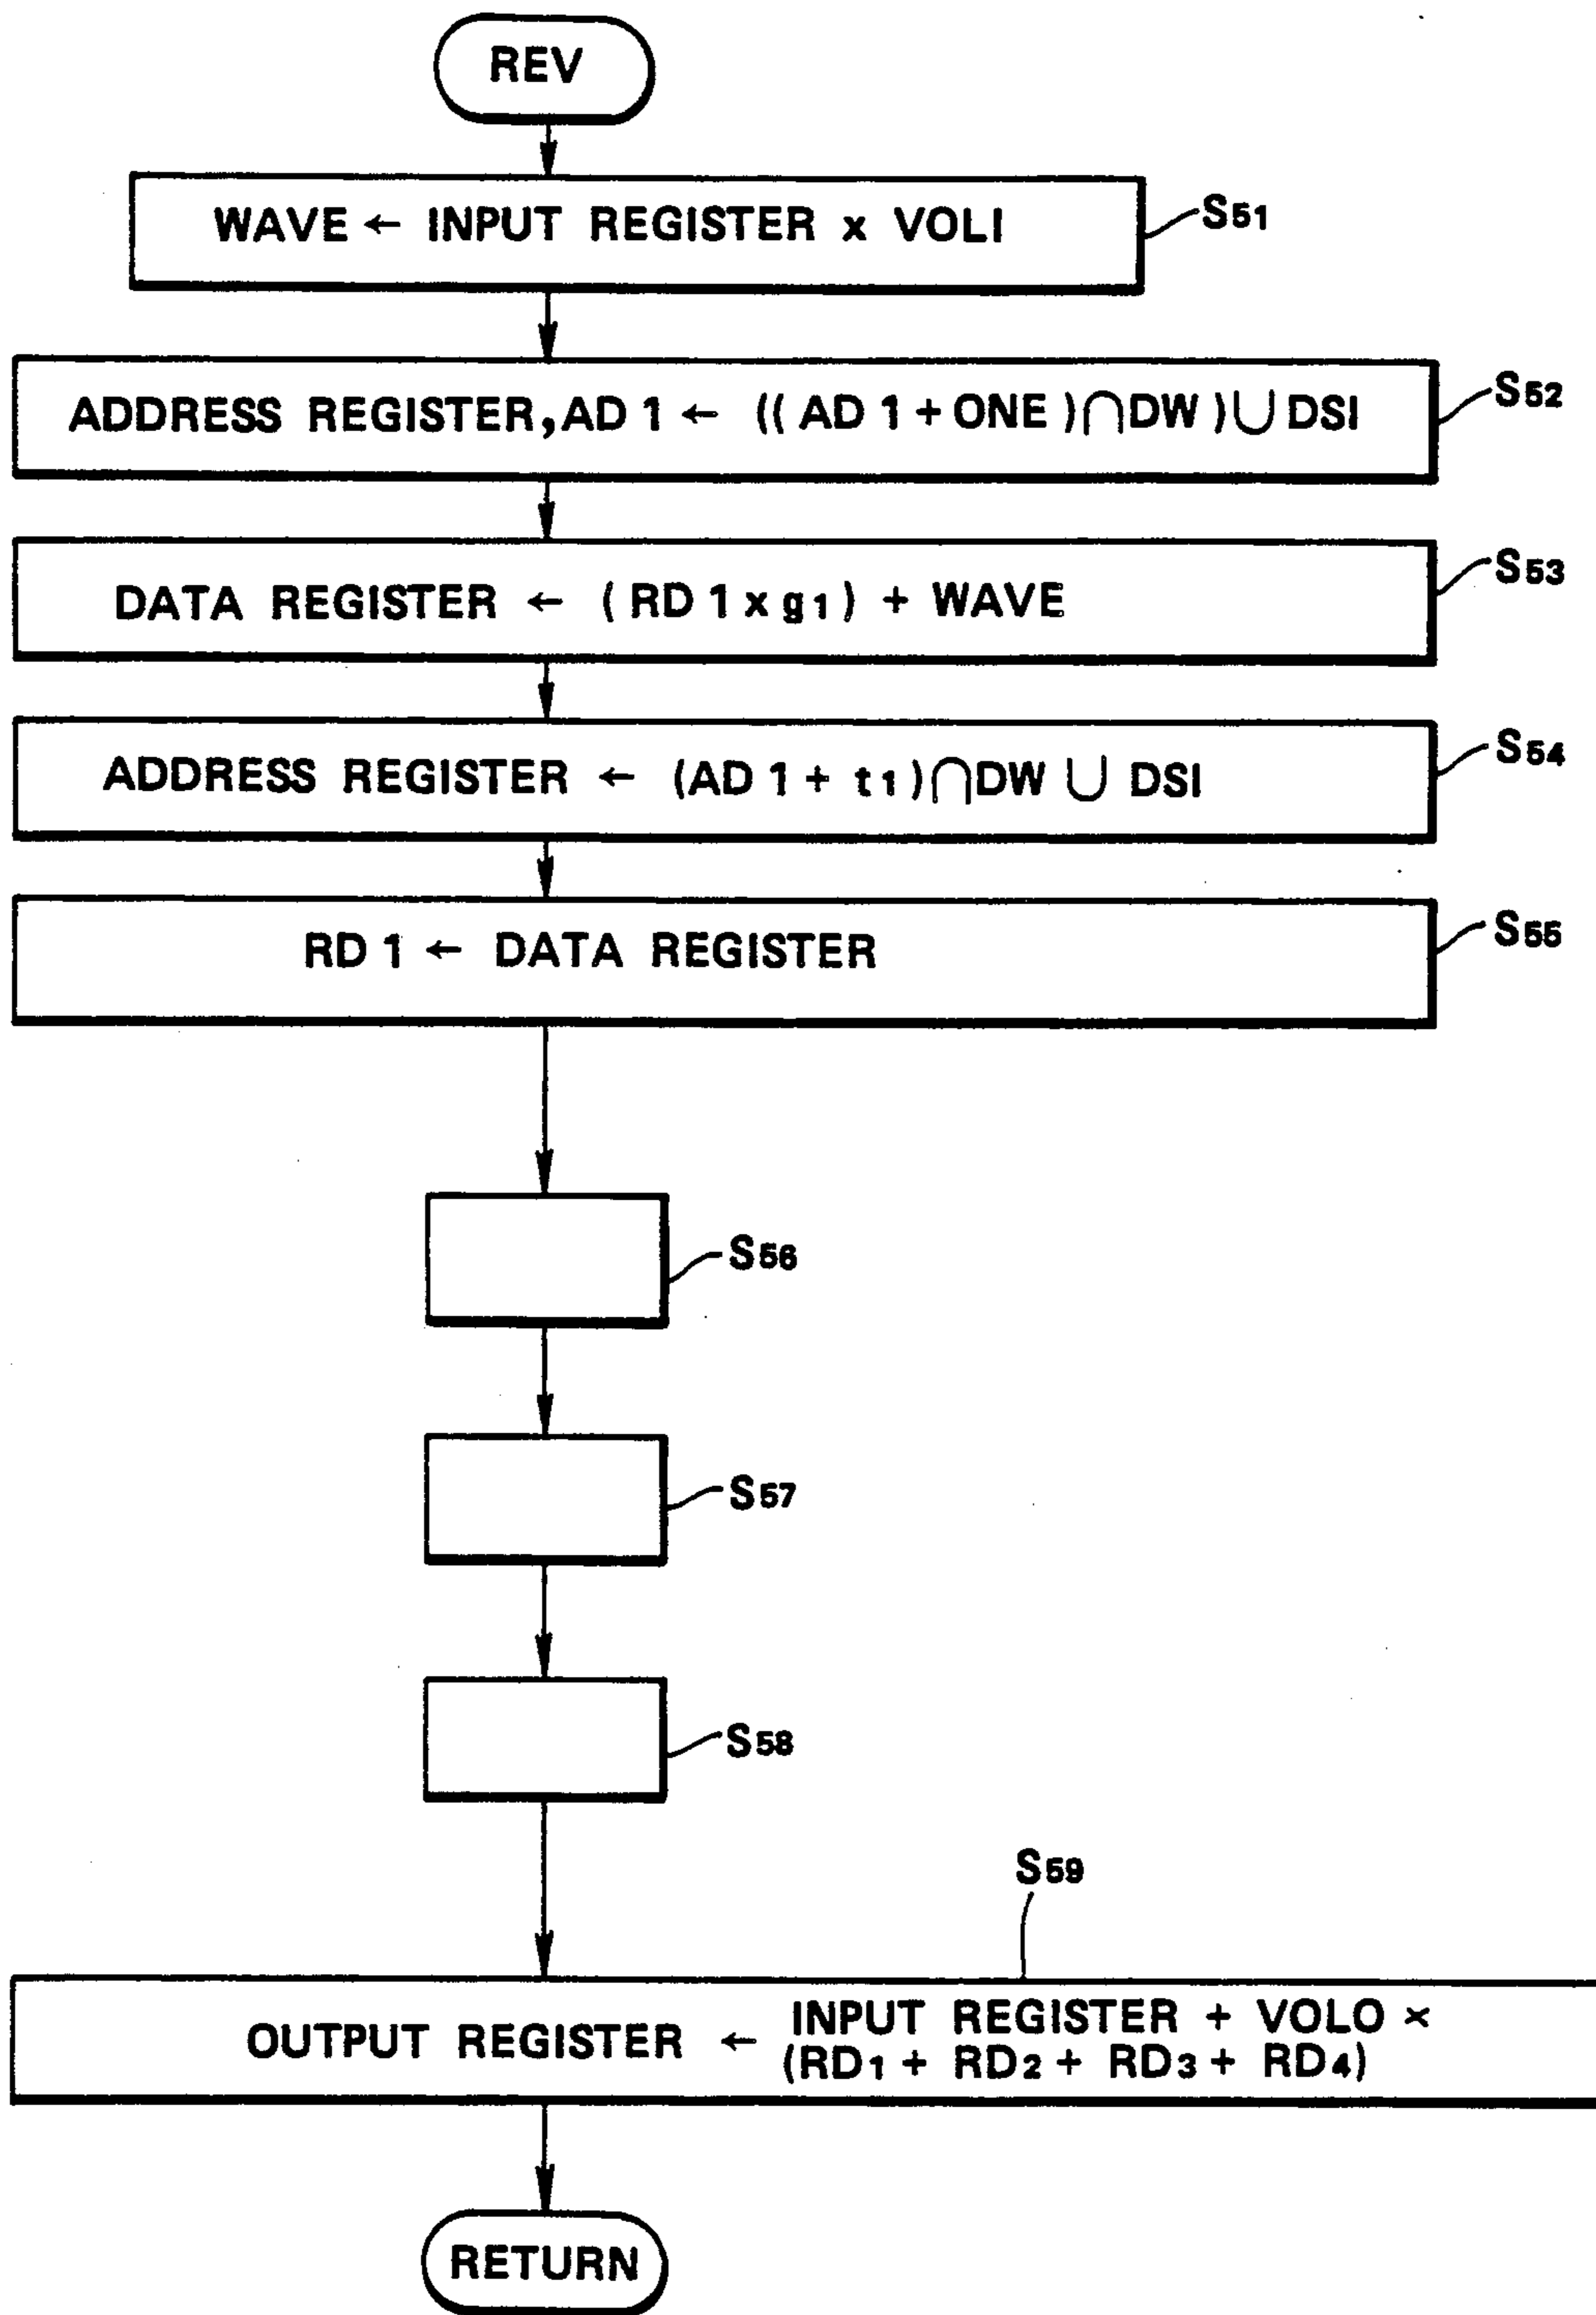 REV
WAVE ← INPUT REGISTER x VOLI
S51
ADDRESS REGISTER, AD 1 ← (( AD 1 + ONE )∩DW )∪ DSI
S52
DATA REGISTER ← ( RD 1 x g1 ) + WAVE
S53
ADDRESS REGISTER ← (AD 1 + t1)∩DW ∪ DSI
S54
RD 1 ← DATA REGISTER
S55
S56
S57
S58
S59
OUTPUT REGISTER ← INPUT REGISTER + VOLO ×
(RD1 + RD2 + RD3 + RD4)
RETURN